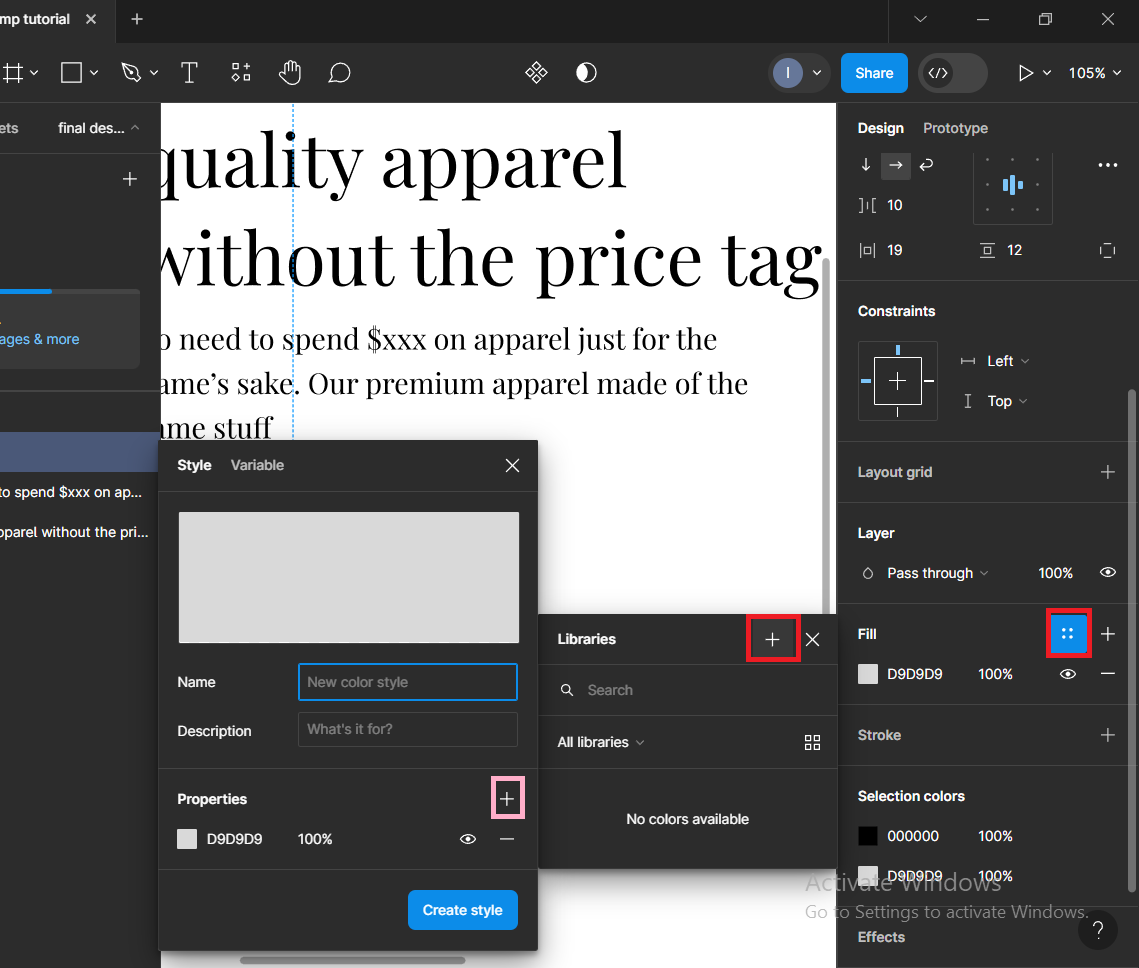 mp tutorial
T
I
Share
</>
105%
ets
final des...
Design
Prototype
10
19
12
ages & more
to spend $xxx on ap...
pparel without the pri...
quality apparel
without the price tag
o need to spend $xxx on apparel just for the
ame’s sake. Our premium apparel made of the
ame stuff
Style
Variable
Name
New color style
Description
What's it for?
Properties
D9D9D9
100%
Create style
Libraries
Search
All libraries
No colors available
Constraints
Left
Top
Layout grid
Layer
Pass through
100%
Fill
D9D9D9
100%
Stroke
Selection colors
000000
100%
D9D9D9
100%
Activate Windows
Go to Settings to activate Windows.
Effects
?